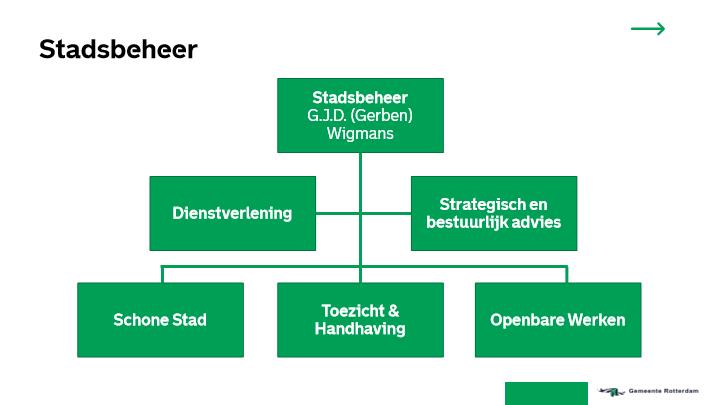 Stadsbeheer
Stadsbeheer
G.J.D. (Gerben)
Wigmans
Dienstverlening
Strategisch en
bestuurlijk advies
Schone Stad
Toezicht &
Handhaving
Openbare Werken
Gemeente Rotterdam